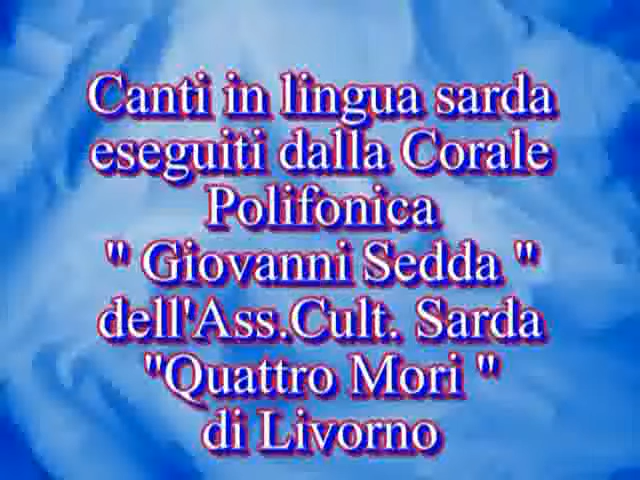 Canti in lingua sarda
eseguiti dalla Corale
Polifonica
" Giovanni Sedda "
dell'Ass.Cult. Sarda
"Quattro Mori "
di Livorno